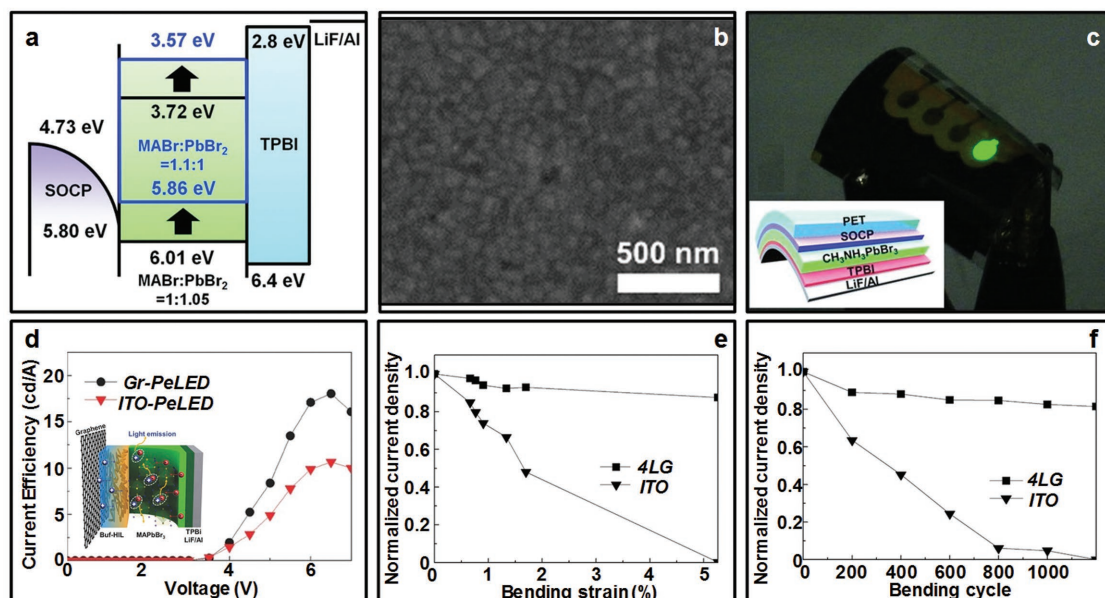 a
3.57 eV
2.8 eV
LiF/Al
3.72 eV
4.73 eV
MABr:PbBr₂
=1.1:1
TPBI
SOCP
5.86 eV
5.80 eV
6.01 eV
MABr:PbBr₂
=1:1.05
6.4 eV
b
500 nm
c
PET
SOCP
CH₃NH₃PbBr₃
TPBI
LiF/Al
d
Current Efficiency (cd/A)
20
15
10
5
0
Gr-PeLED
ITO-PeLED
Graphene
Light emission
Buf-HIL
MAPbBr₃
TPBi
LiF/Al
0 2 4 6
Voltage (V)
e
Normalized current density
1.0
0.8
0.6
0.4
0.2
0
4LG
ITO
0 1 2 3 4 5
Bending strain (%)
f
Normalized current density
1.0
0.8
0.6
0.4
0.2
0
4LG
ITO
0 200 400 600 800 1000
Bending cycle